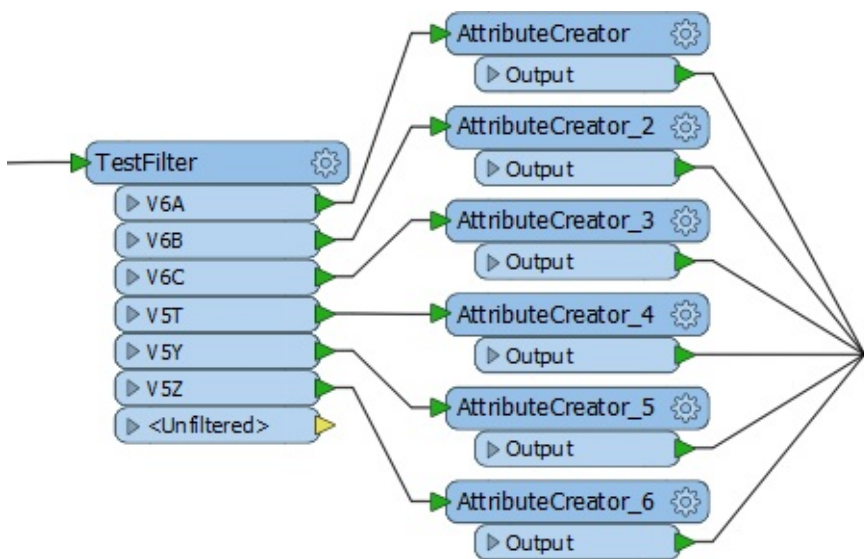 TestFilter
V6A
V6B
V6C
V5T
V5Y
V5Z
<Unfiltered>
AttributeCreator
Output
AttributeCreator_2
Output
AttributeCreator_3
Output
AttributeCreator_4
Output
AttributeCreator_5
Output
AttributeCreator_6
Output